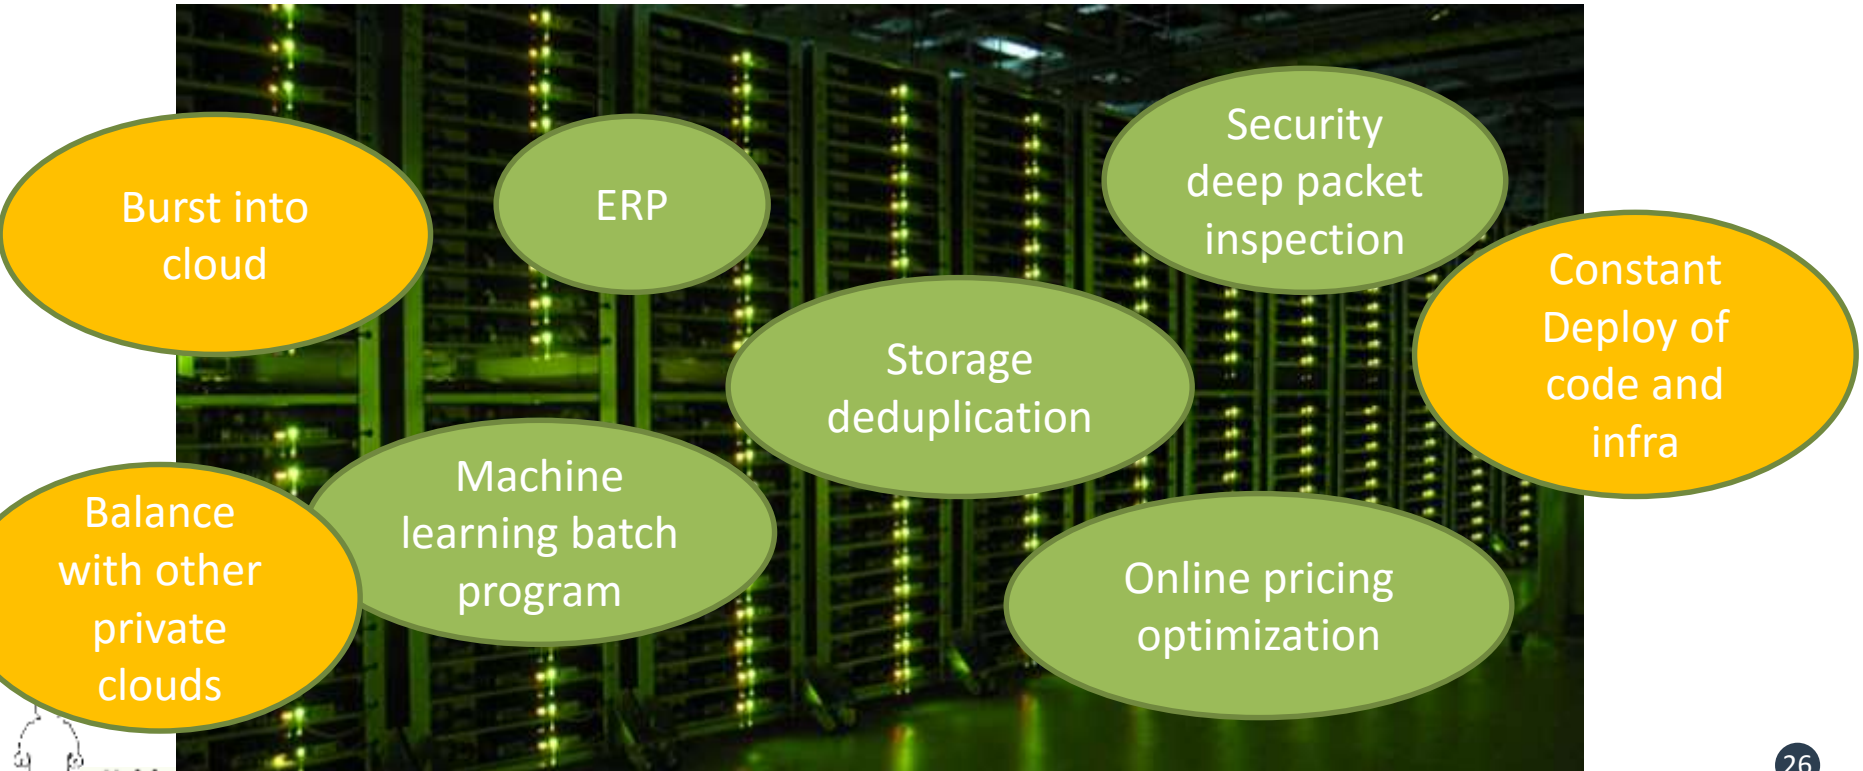 Burst into
cloud
ERP
Security
deep packet
inspection
Constant
Deploy of
code and
infra
Storage
deduplication
Machine
learning batch
program
Balance
with other
private
clouds
Online pricing
optimization
26